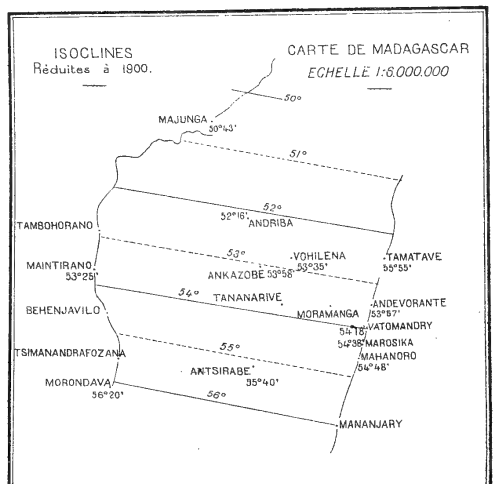 ISOCLINES
Réduites à 1900.
CARTE DE MADAGASCAR
ECHELLE 1:6.000.000
50°
MAJUNGA
50°43'
51°
52°
52°16'
ANDRIBA
TAMBOHORANO
53°
VOHILENA
53°35'
TAMATAVE
55°55'
MAINTIRANO
53°25'
ANKAZOBE 53°58'
54°
TANANARIVE
MORAMANGA
ANDEVORANTE
53°57'
BEHENJAVILO
54°18'
VATOMANDRY
54°38' MAROSIKA
MAHANORO
54°48'
55°
TSIMANANDRAFOZANA
ANTSIRABE
55°40'
MORONDAVA
56°20'
56°
MANANJARY